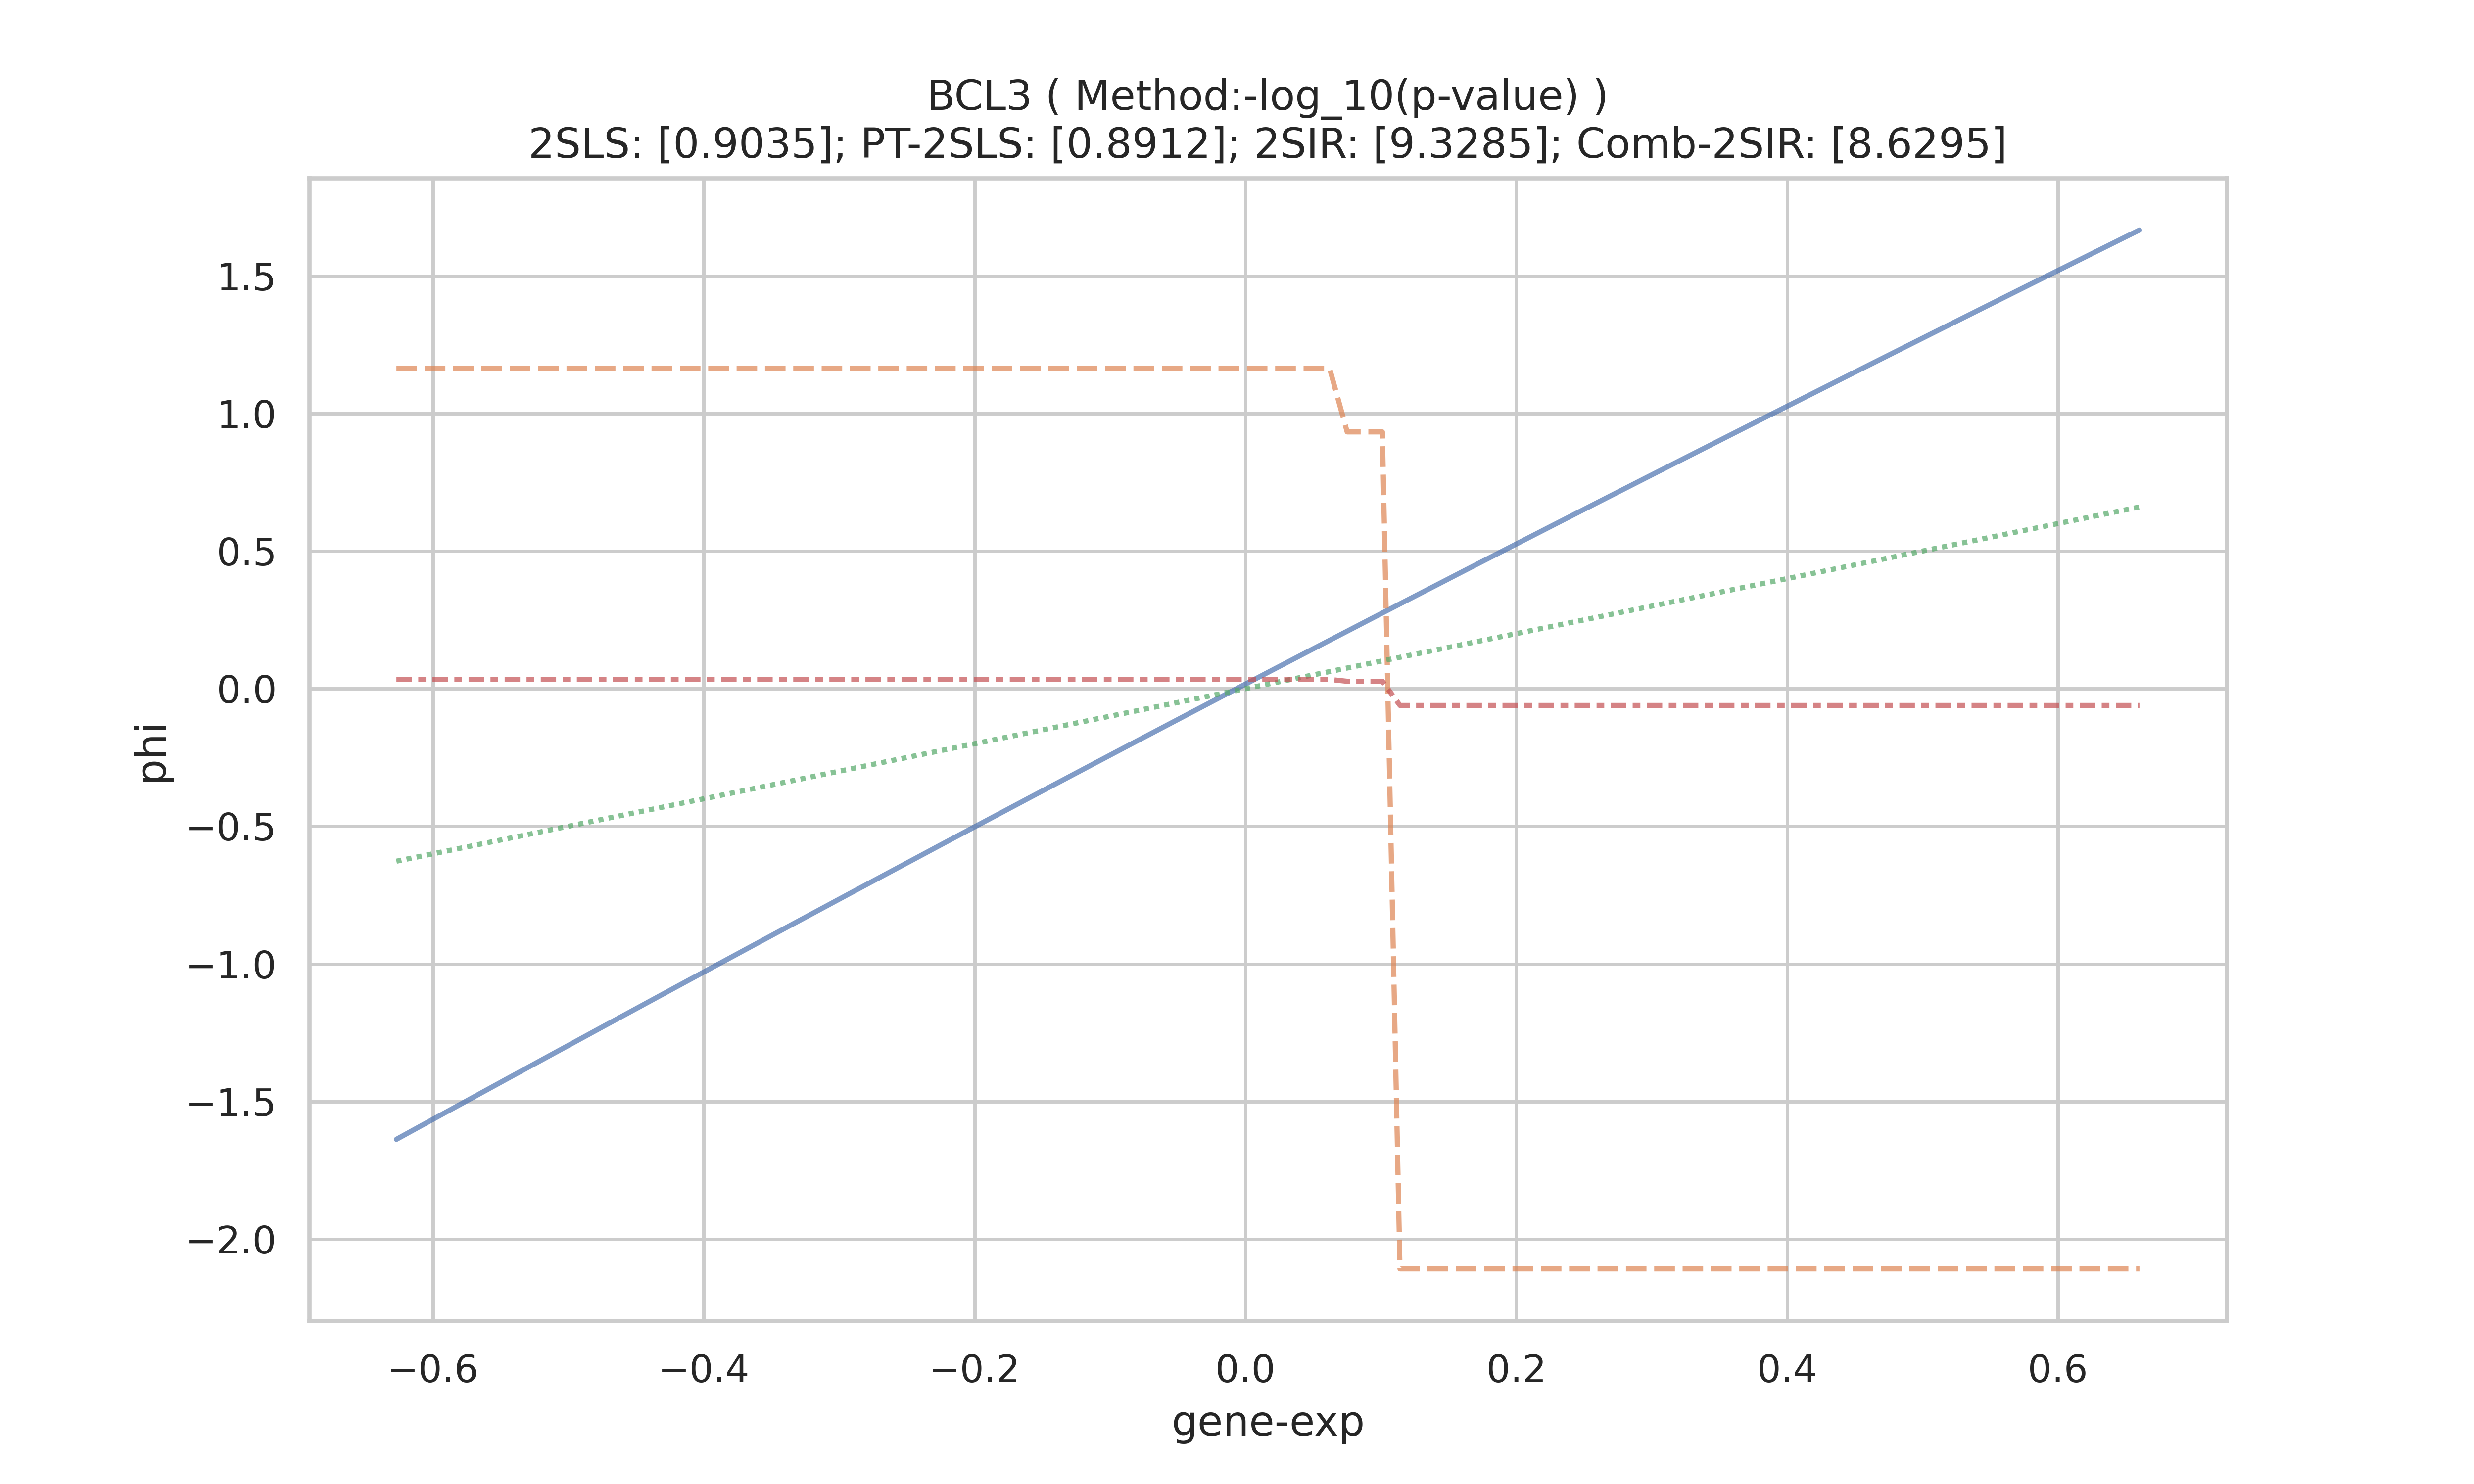 BCL3 ( Method:-log_10(p-value) )
2SLS: [0.9035]; PT-2SLS: [0.8912]; 2SIR: [9.3285]; Comb-2SIR: [8.6295]
1.5
1.0
0.5
0.0
−0.5
−1.0
−1.5
−2.0
phi
−0.6 −0.4 −0.2 0.0 0.2 0.4 0.6
gene-exp